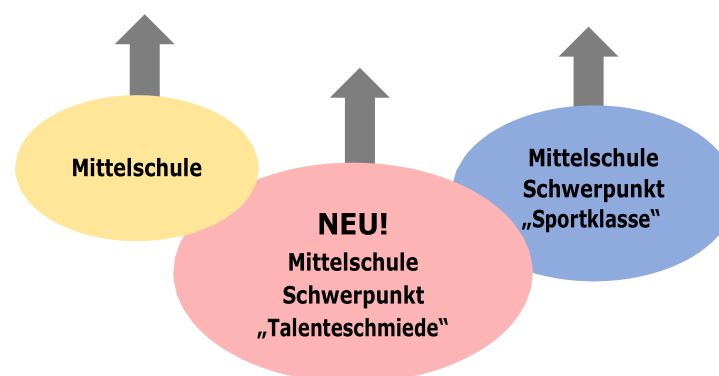 Mittelschule
NEU!
Mittelschule
Schwerpunkt
„Talenteschmiede“
Mittelschule
Schwerpunkt
„Sportklasse“